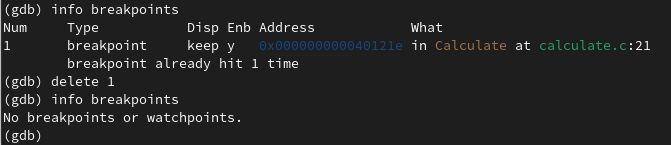 (gdb) info breakpoints
Num     Type           Disp Enb Address            What
1       breakpoint     keep y   0x000000000040121e in Calculate at calculate.c:21
        breakpoint already hit 1 time
(gdb) delete 1
(gdb) info breakpoints
No breakpoints or watchpoints.
(gdb)